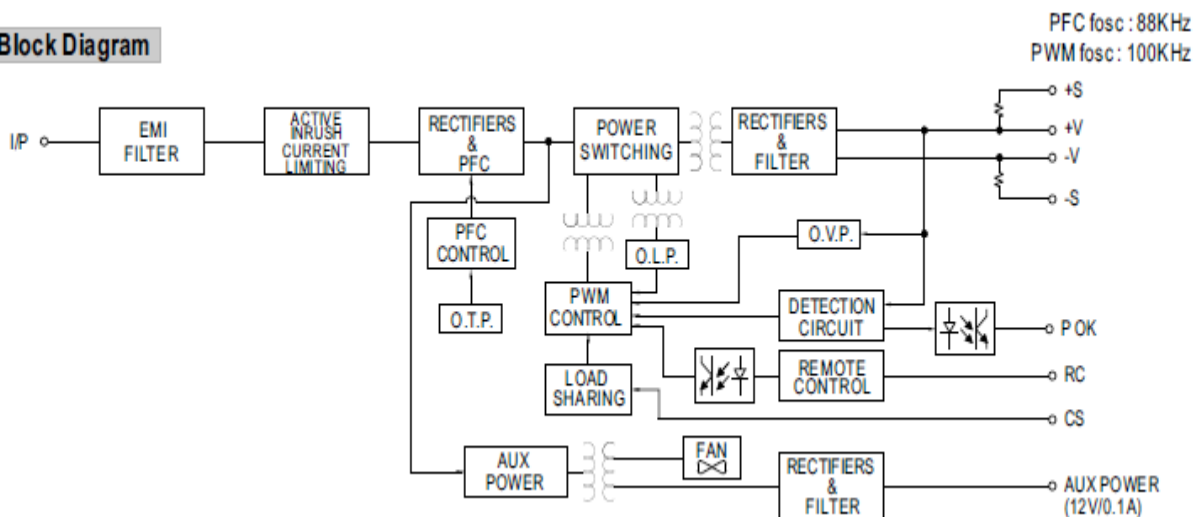 Block Diagram
PFC fosc : 88KHz
PWM fosc : 100KHz
I/P
EMI
FILTER
ACTIVE
INRUSH
CURRENT
LIMITING
RECTIFIERS
&
PFC
POWER
SWITCHING
RECTIFIERS
&
FILTER
+S
+V
-V
-S
PFC
CONTROL
O.L.P.
O.V.P.
O.T.P.
PWM
CONTROL
DETECTION
CIRCUIT
P OK
LOAD
SHARING
REMOTE
CONTROL
RC
CS
AUX
POWER
FAN
RECTIFIERS
&
FILTER
AUX POWER
(12V/0.1A)